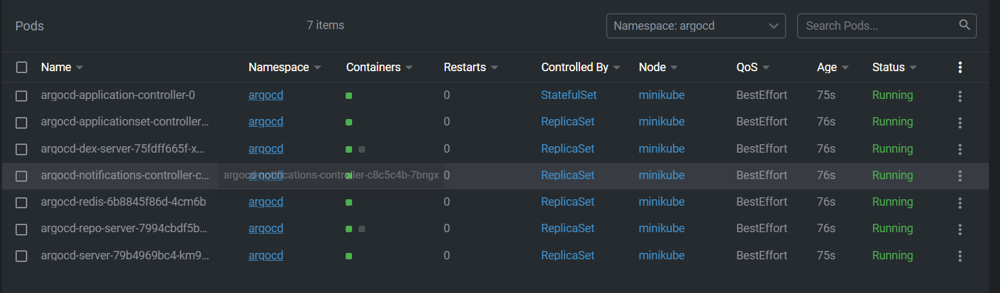 Pods 7 items Namespace: argocd Search Pods...
Name Namespace Containers Restarts Controlled By Node QoS Age Status
argocd-application-controller-0 argocd 0 StatefulSet minikube BestEffort 75s Running
argocd-applicationset-controller... argocd 0 ReplicaSet minikube BestEffort 76s Running
argocd-dex-server-75fdff665f-x... argocd 0 ReplicaSet minikube BestEffort 76s Running
argocd-notifications-controller-c... argocd argocd-notifications-controller-c8c5c4b-7bngx 0 ReplicaSet minikube BestEffort 76s Running
argocd-redis-6b8845f86d-4cm6b argocd 0 ReplicaSet minikube BestEffort 76s Running
argocd-repo-server-7994cbdf5b... argocd 0 ReplicaSet minikube BestEffort 76s Running
argocd-server-79b4969bc4-km9... argocd 0 ReplicaSet minikube BestEffort 75s Running